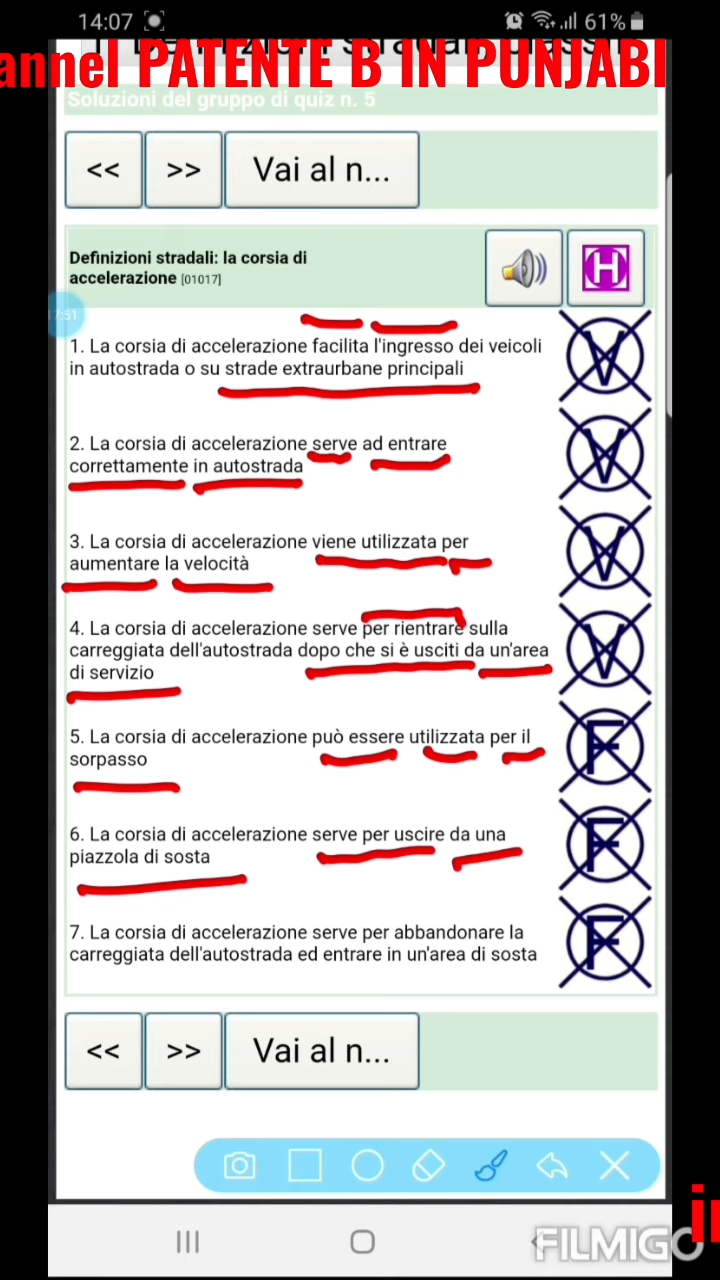 14:07
61%
annel PATENTE B IN PUNJABI
Soluzioni del gruppo di quiz n. 5
<< >> Vai al n...
Definizioni stradali: la corsia di
accelerazione [01017]
H
17:51
1. La corsia di accelerazione facilita l'ingresso dei veicoli
in autostrada o su strade extraurbane principali
V
2. La corsia di accelerazione serve ad entrare
correttamente in autostrada
V
3. La corsia di accelerazione viene utilizzata per
aumentare la velocità
V
4. La corsia di accelerazione serve per rientrare sulla
carreggiata dell'autostrada dopo che si è usciti da un'area
di servizio
V
5. La corsia di accelerazione può essere utilizzata per il
sorpasso
F
6. La corsia di accelerazione serve per uscire da una
piazzola di sosta
F
7. La corsia di accelerazione serve per abbandonare la
carreggiata dell'autostrada ed entrare in un'area di sosta
F
<< >> Vai al n...
in
FILMIGO